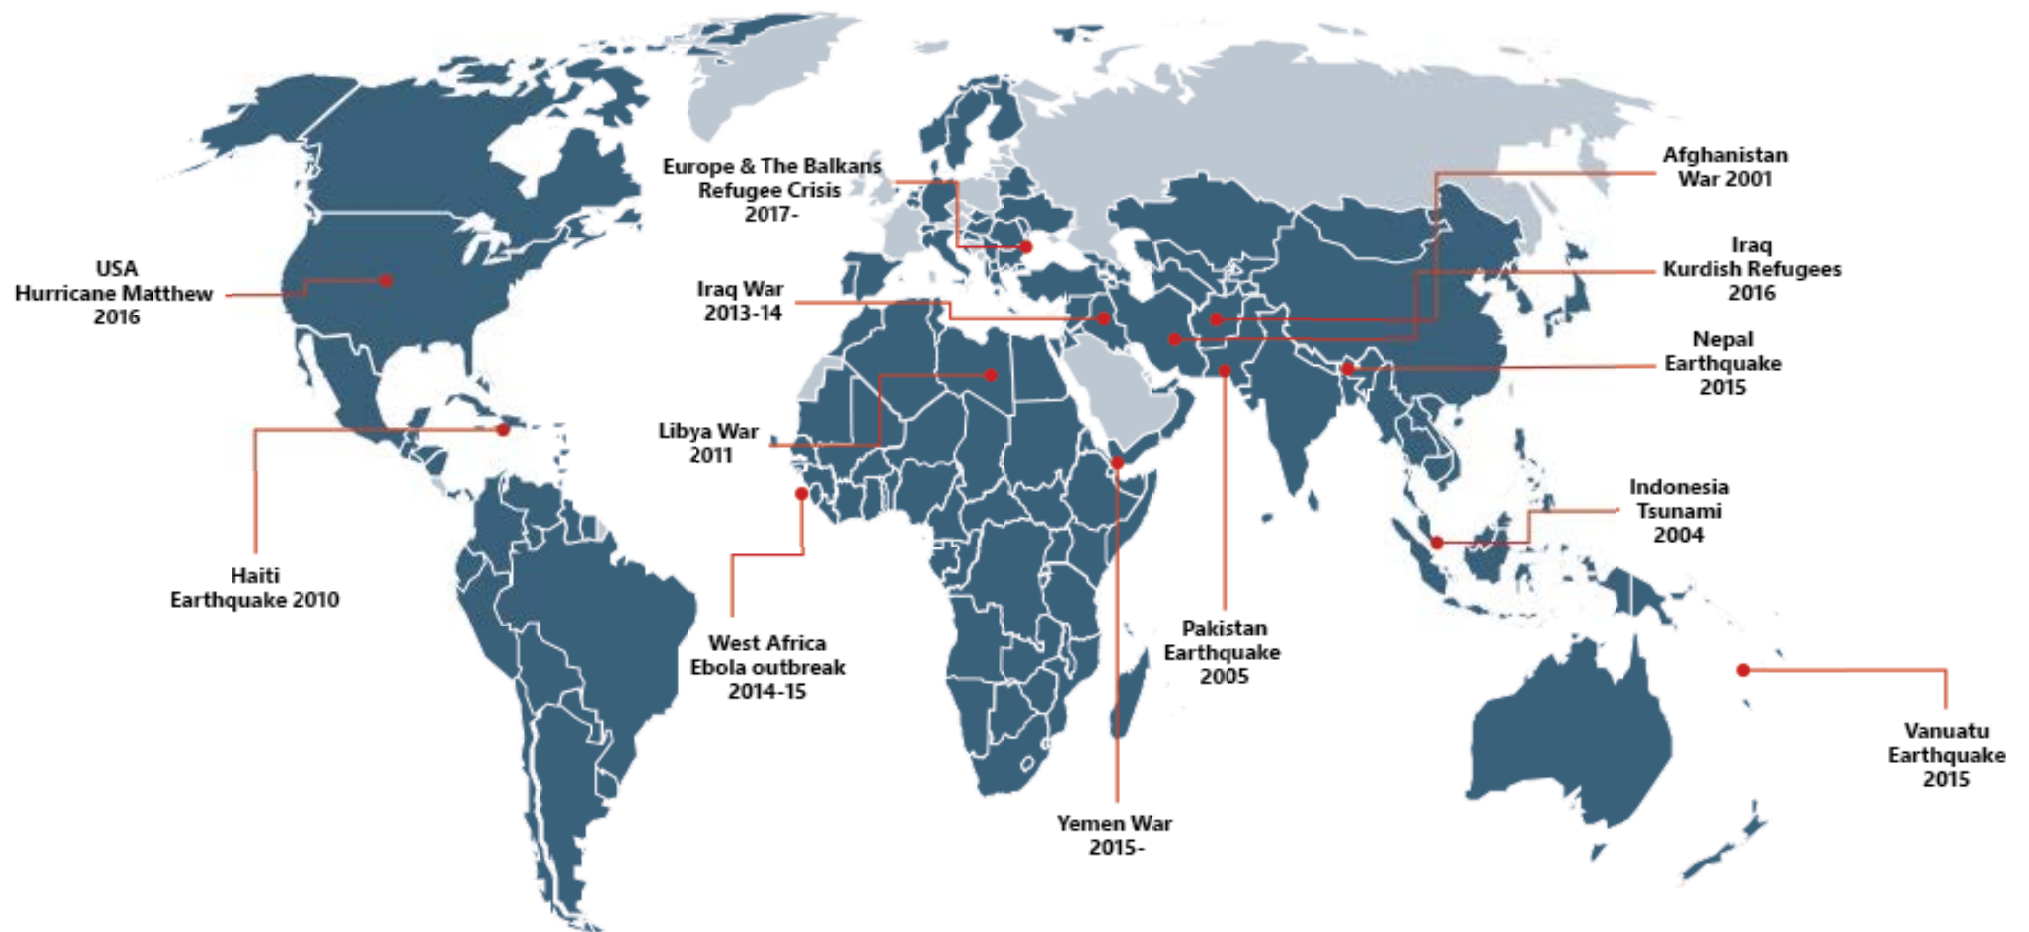 Europe & The Balkans
Refugee Crisis
2017-
Afghanistan
War 2001
USA
Hurricane Matthew
2016
Iraq War
2013-14
Iraq
Kurdish Refugees
2016
Nepal
Earthquake
2015
Libya War
2011
Indonesia
Tsunami
2004
Haiti
Earthquake 2010
West Africa
Ebola outbreak
2014-15
Pakistan
Earthquake
2005
Yemen War
2015-
Vanuatu
Earthquake
2015